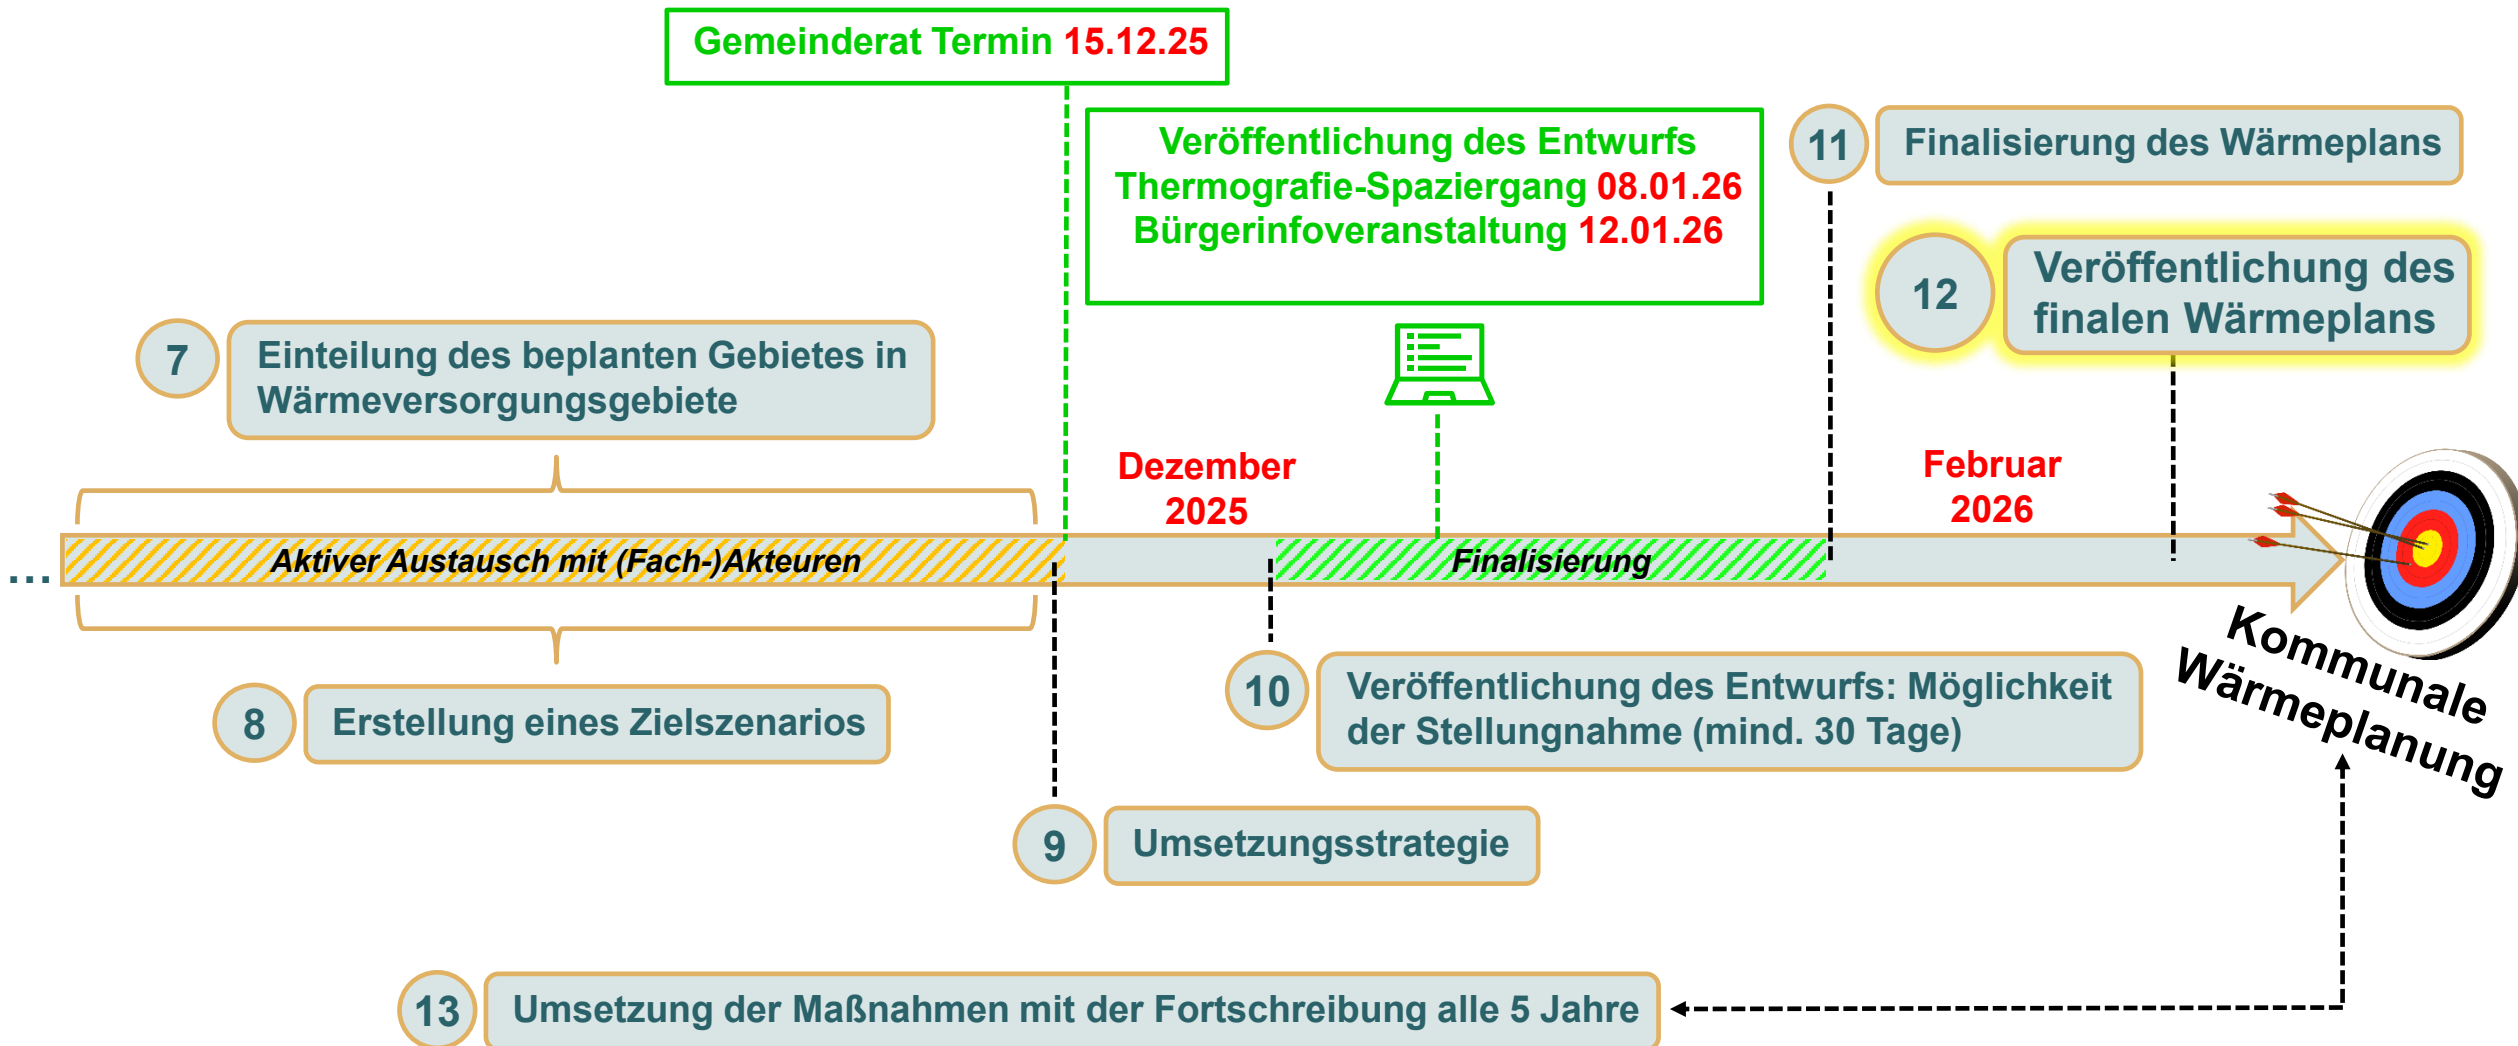 Gemeinderat Termin 15.12.25
Veröffentlichung des Entwurfs
Thermografie-Spaziergang 08.01.26
Bürgerinfoveranstaltung 12.01.26
11
Finalisierung des Wärmeplans
12
Veröffentlichung des
finalen Wärmeplans
7
Einteilung des beplanten Gebietes in
Wärmeversorgungsgebiete
Dezember
2025
Februar
2026
...
Aktiver Austausch mit (Fach-)Akteuren
Finalisierung
Kommunale
Wärmeplanung
8
Erstellung eines Zielszenarios
10
Veröffentlichung des Entwurfs: Möglichkeit
der Stellungnahme (mind. 30 Tage)
9
Umsetzungsstrategie
13
Umsetzung der Maßnahmen mit der Fortschreibung alle 5 Jahre